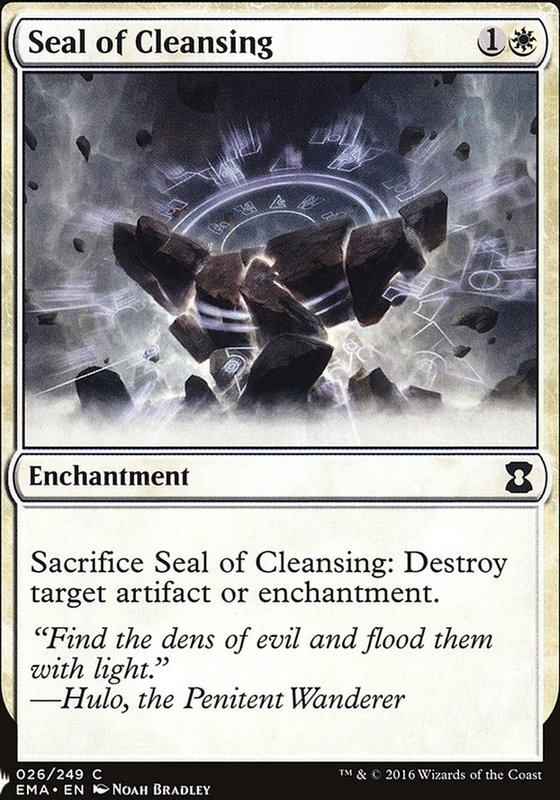 Seal of Cleansing 1
Enchantment
Sacrifice Seal of Cleansing: Destroy
target artifact or enchantment.
“Find the dens of evil and flood them
with light.”
—Hulo, the Penitent Wanderer
026/249 C
EMA • EN Noah Bradley
™ & © 2016 Wizards of the Coast